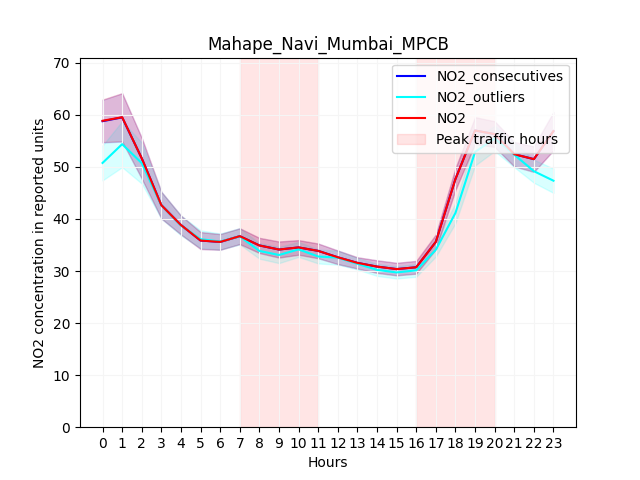 Mahape_Navi_Mumbai_MPCB
NO2 concentration in reported units
70
60
50
40
30
20
10
0
NO2_consecutives
NO2_outliers
NO2
Peak traffic hours
0 1 2 3 4 5 6 7 8 9 10 11 12 13 14 15 16 17 18 19 20 21 22 23
Hours